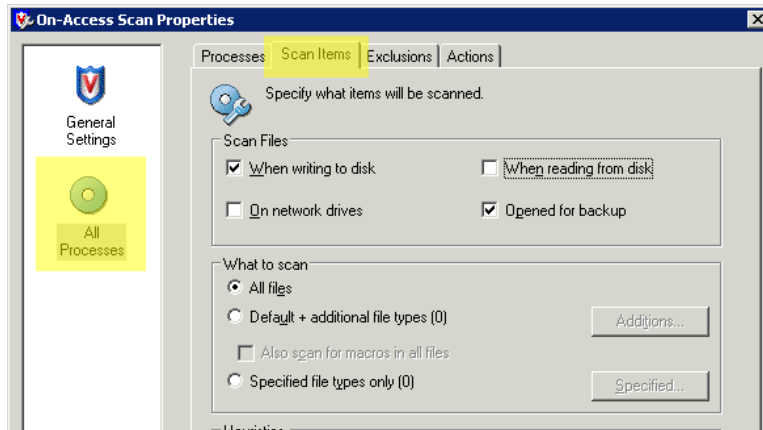 On-Access Scan Properties
General
Settings
All
Processes
Processes Scan Items Exclusions Actions
Specify what items will be scanned.
Scan Files
When writing to disk When reading from disk
On network drives Opened for backup
What to scan
All files
Default + additional file types (0) Additions...
Also scan for macros in all files
Specified file types only (0) Specified...
Heuristics